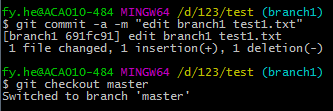 fy.he@ACA010-484 MINGW64 /d/123/test (branch1)
$ git commit -a -m "edit branch1 test1.txt"
[branch1 691fc91] edit branch1 test1.txt
1 file changed, 1 insertion(+), 1 deletion(-)
fy.he@ACA010-484 MINGW64 /d/123/test (branch1)
$ git checkout master
Switched to branch 'master'